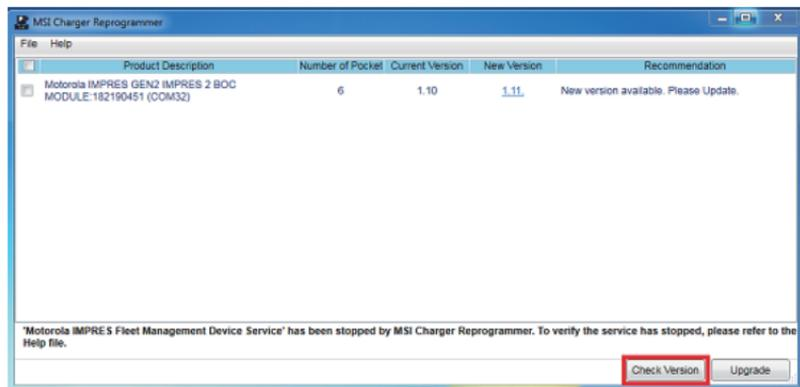 MSI Charger Reprogrammer
File Help
Product Description Number of Pocket Current Version New Version Recommendation
Motorola IMPRES GEN2 IMPRES 2 BOC
MODULE:182190451 (COM32) 6 1.10 1.11. New version available. Please Update.
'Motorola IMPRES Fleet Management Device Service' has been stopped by MSI Charger Reprogrammer. To verify the service has stopped, please refer to the
Help file.
Check Version Upgrade